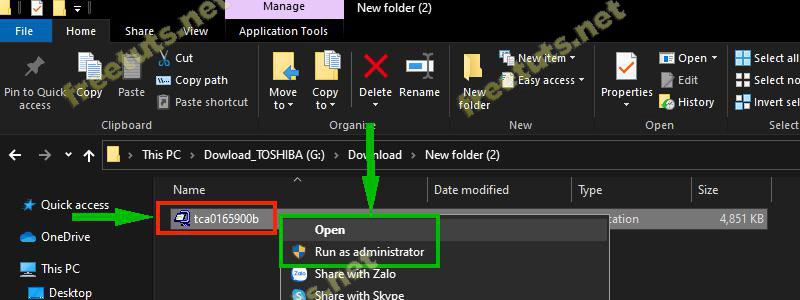 Manage
New folder (2)
File
Home
Share
View
Application Tools
Pin to Quick access
Copy
Paste
Cut
Copy path
Paste shortcut
Move to
Copy to
Delete
Rename
New folder
New item
Easy access
Properties
Open
Edit
History
Select all
Select no
Invert sel
Clipboard
Organise
New
Open
Select
This PC
Dowload_TOSHIBA (G:)
Download
New folder (2)
Name
Date modified
Type
Size
Quick access
OneDrive
This PC
Desktop
tca0165900b
cation
4,851 KB
Open
Run as administrator
Share with Zalo
Share with Skype
freetuts.net
freetuts.net